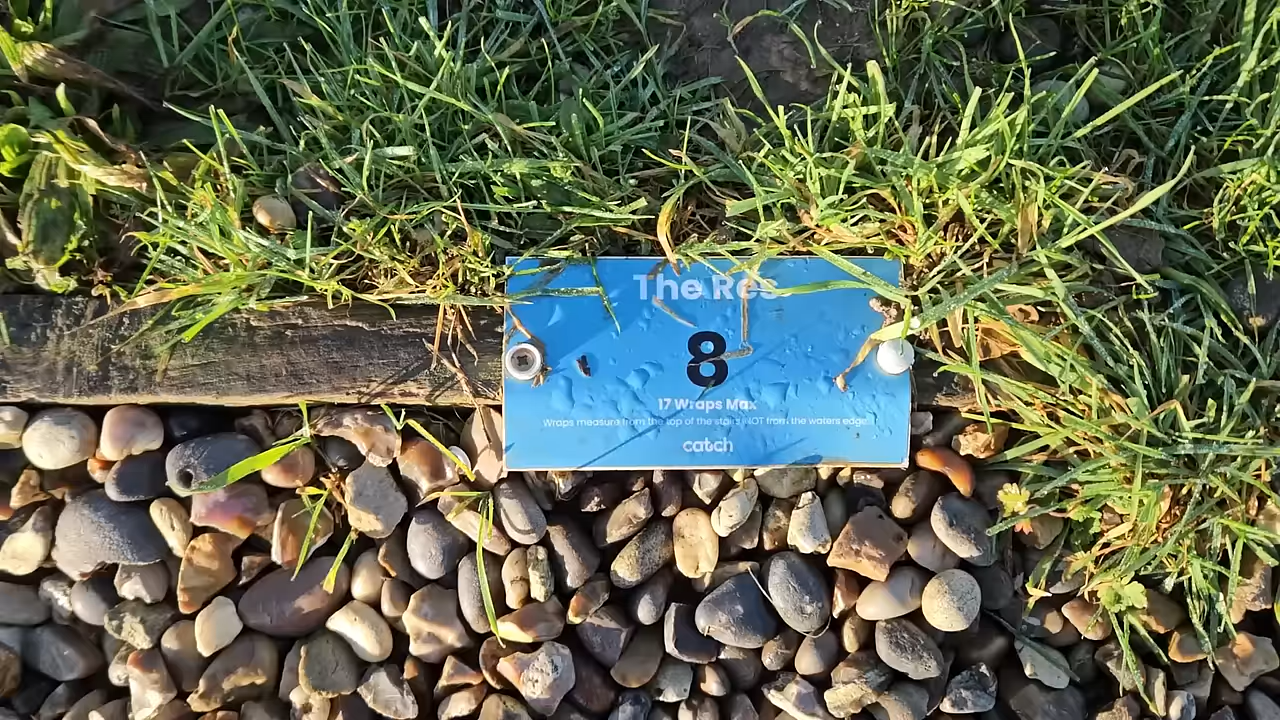 The Res
8
17 Wraps Max
Wraps measure from the top of the stairs NOT from the waters edge
catch